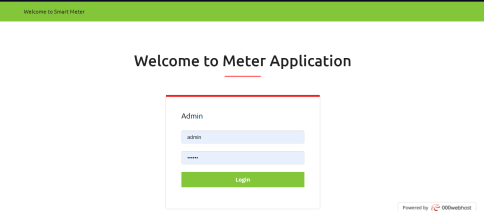 Welcome to Smart Meter
Welcome to Meter Application
Admin
admin
••••••
Login
Powered by 000webhost